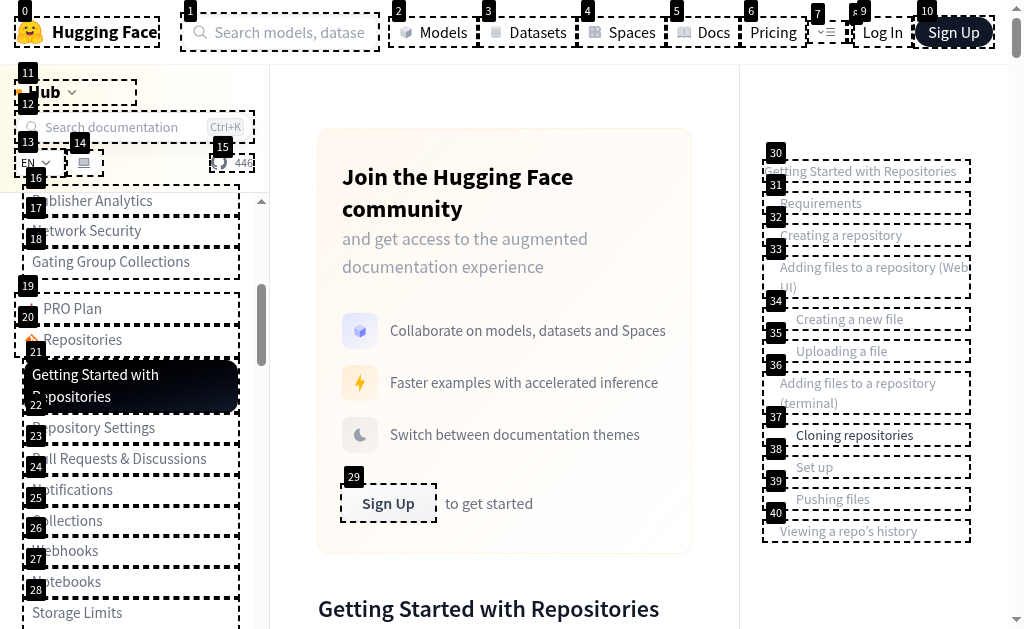 0 1 2 3 4 5 6 7 9 10
Hugging Face Search models, datase Models Datasets Spaces Docs Pricing Log In Sign Up
11
Hub
12
Search documentation Ctrl+K
13 14 15
EN 446
16
Publisher Analytics
17
Network Security
18
Gating Group Collections
19
PRO Plan
20
Repositories
21
Getting Started with
Repositories
22
Repository Settings
23
Pull Requests & Discussions
24
Notifications
25
Collections
26
Webhooks
27
Notebooks
28
Storage Limits
Join the Hugging Face
community
and get access to the augmented
documentation experience
Collaborate on models, datasets and Spaces
Faster examples with accelerated inference
Switch between documentation themes
29
Sign Up to get started
Getting Started with Repositories
30
Getting Started with Repositories
31
Requirements
32
Creating a repository
33
Adding files to a repository (Web
UI)
34
Creating a new file
35
Uploading a file
36
Adding files to a repository
(terminal)
37
Cloning repositories
38
Set up
39
Pushing files
40
Viewing a repo's history